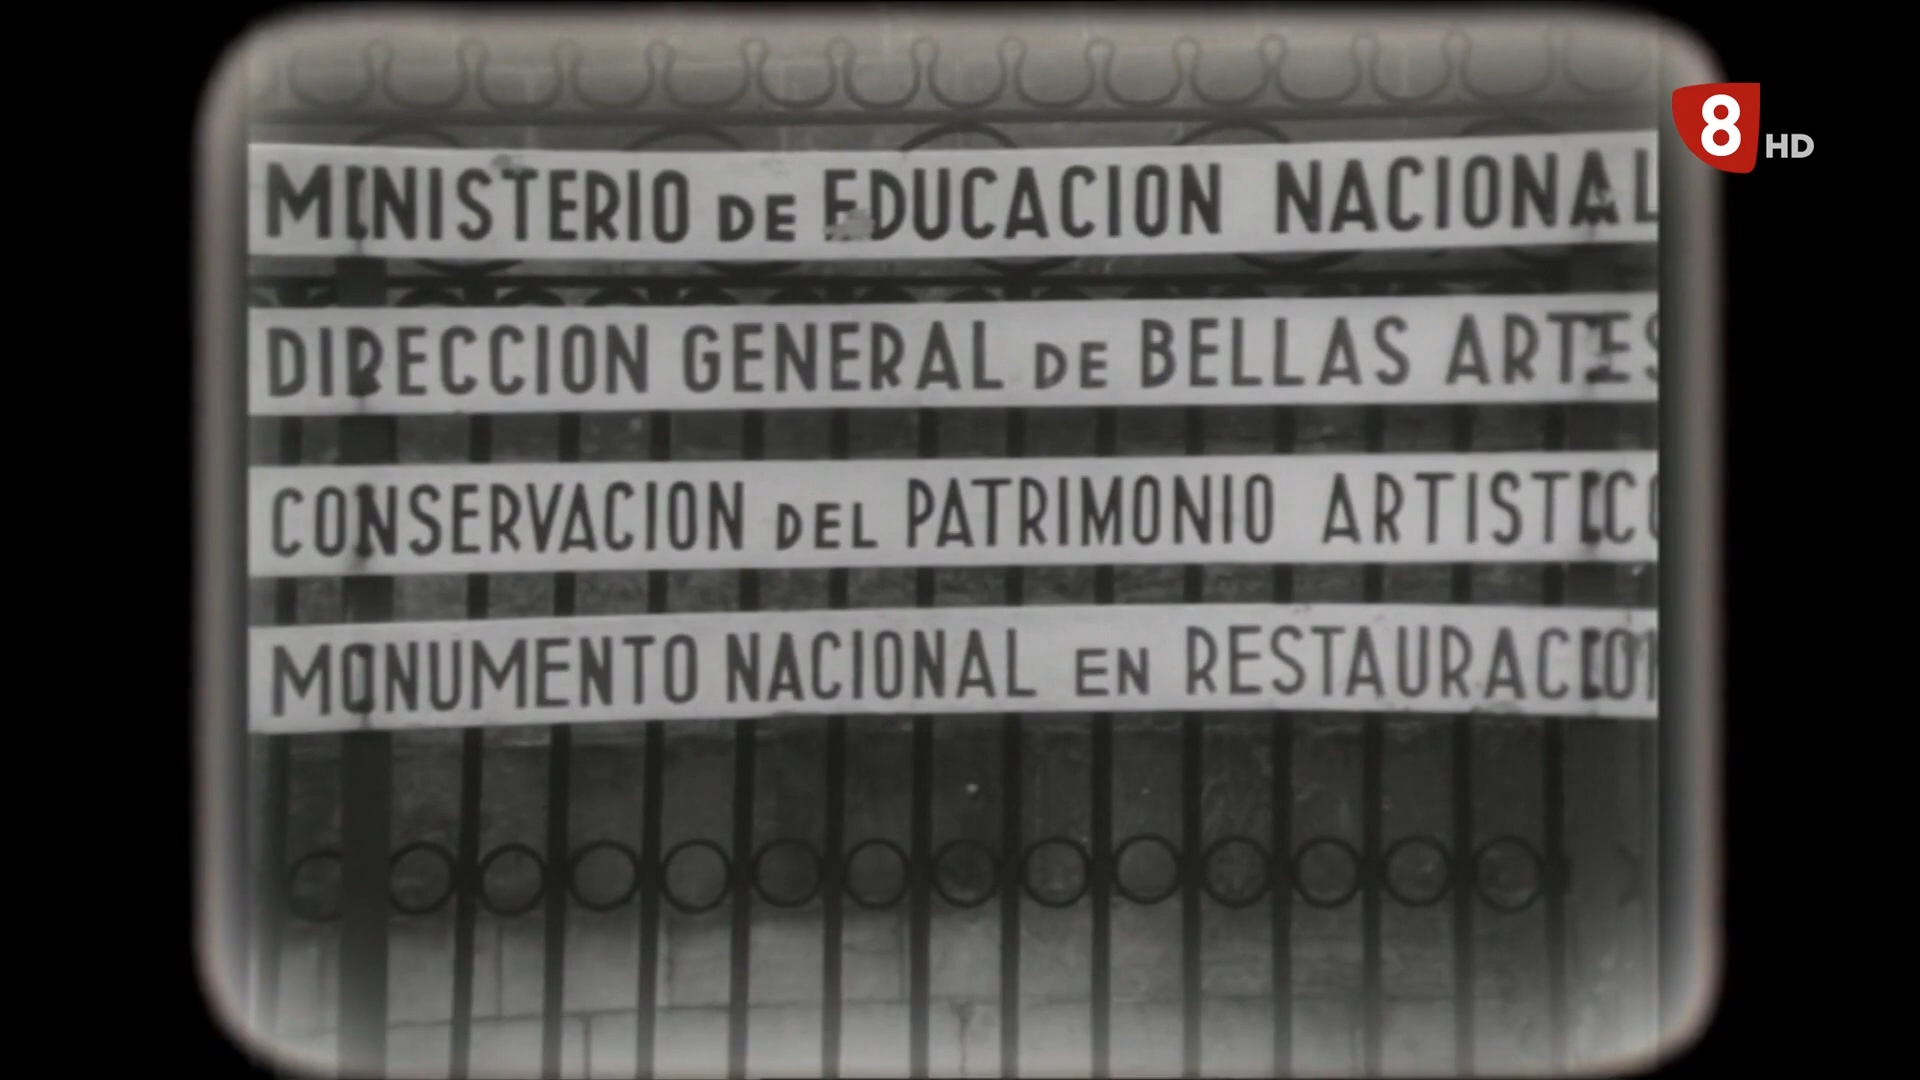 MINISTERIO DE EDUCACION NACIONAL
DIRECCION GENERAL DE BELLAS ARTES
CONSERVACION DEL PATRIMONIO ARTISTICO
MONUMENTO NACIONAL EN RESTAURACION
8 HD